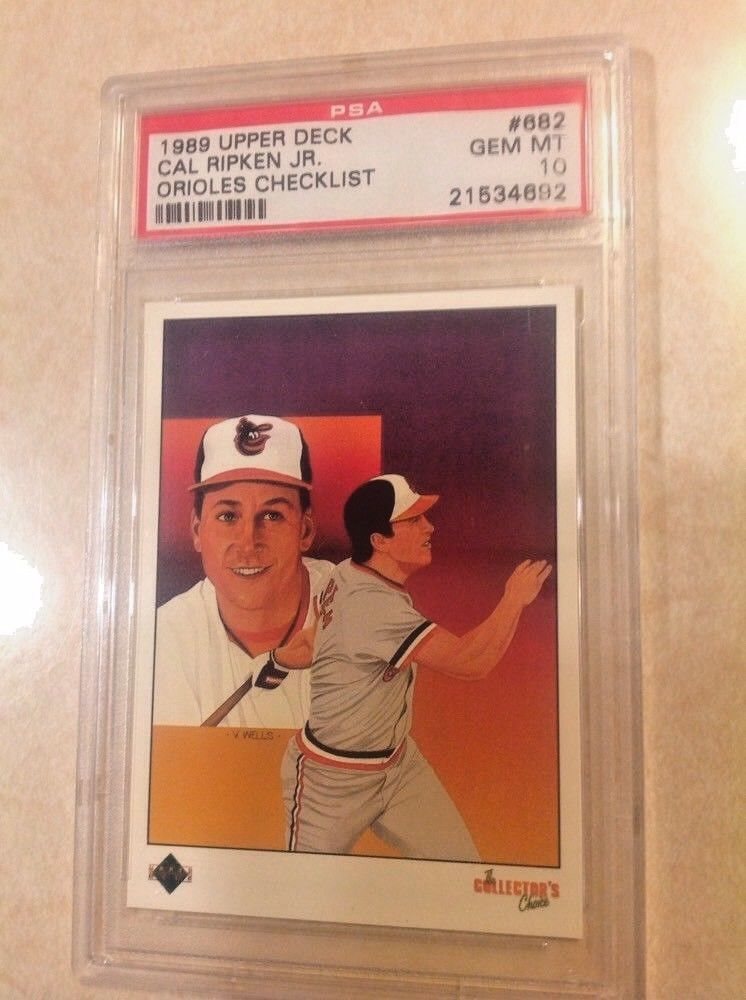 PSA
1989 UPPER DECK #682
CAL RIPKEN JR. GEM MT
ORIOLES CHECKLIST 10
21534692
- V WELLS -
The
COLLECTOR'S
Choice